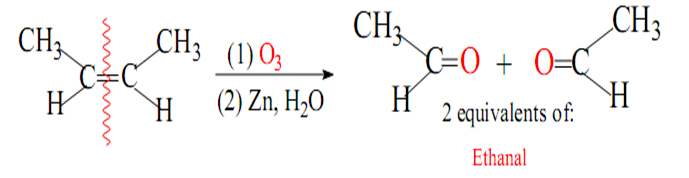 CH₃ CH₃ (1) O₃ CH₃ CH₃
C=C C=O + O=C
H H (2) Zn, H₂O H H
2 equivalents of:
Ethanal